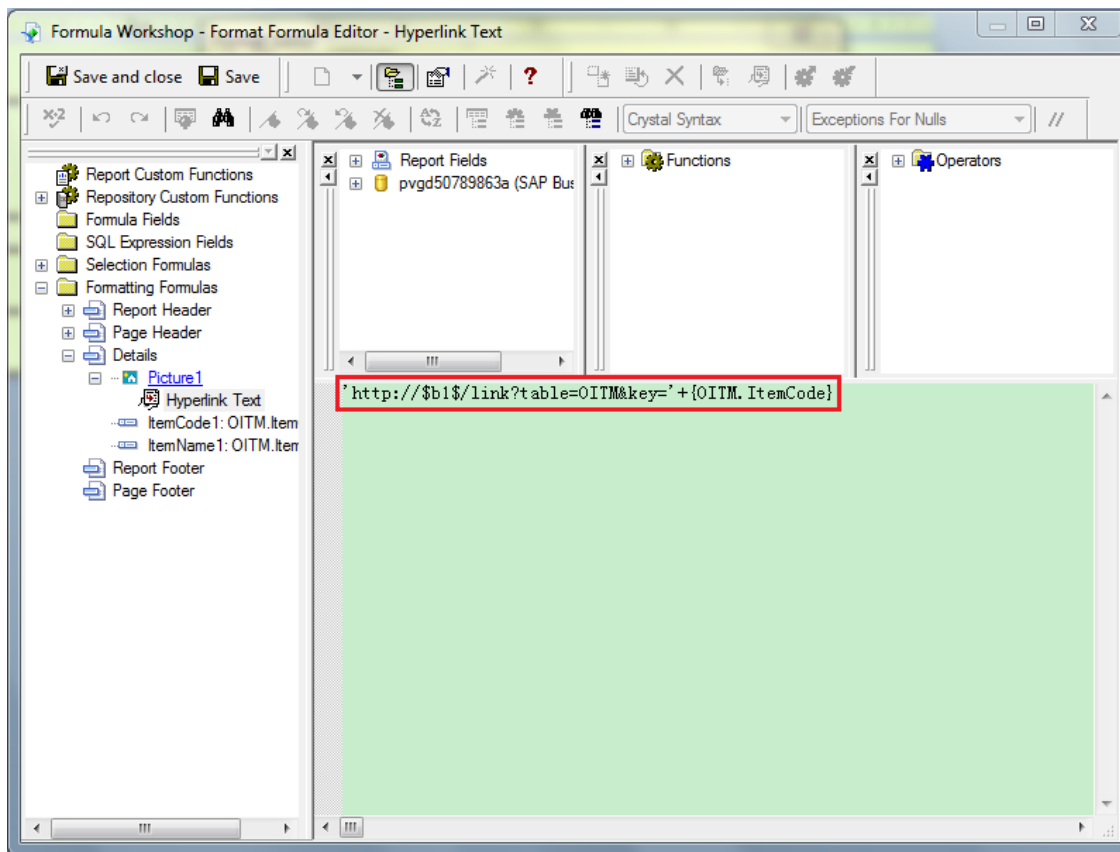 Formula Workshop - Format Formula Editor - Hyperlink Text
Save and close Save
Crystal Syntax Exceptions For Nulls //
Report Custom Functions
Repository Custom Functions
Formula Fields
SQL Expression Fields
Selection Formulas
Formatting Formulas
Report Header
Page Header
Details
Picture1
Hyperlink Text
ItemCode1: OITM.Item
ItemName1: OITM.Item
Report Footer
Page Footer
Report Fields
pvgd50789863a (SAP Bus
Functions
Operators
'http://$b1$/link?table=OITM&key='+{OITM.ItemCode}